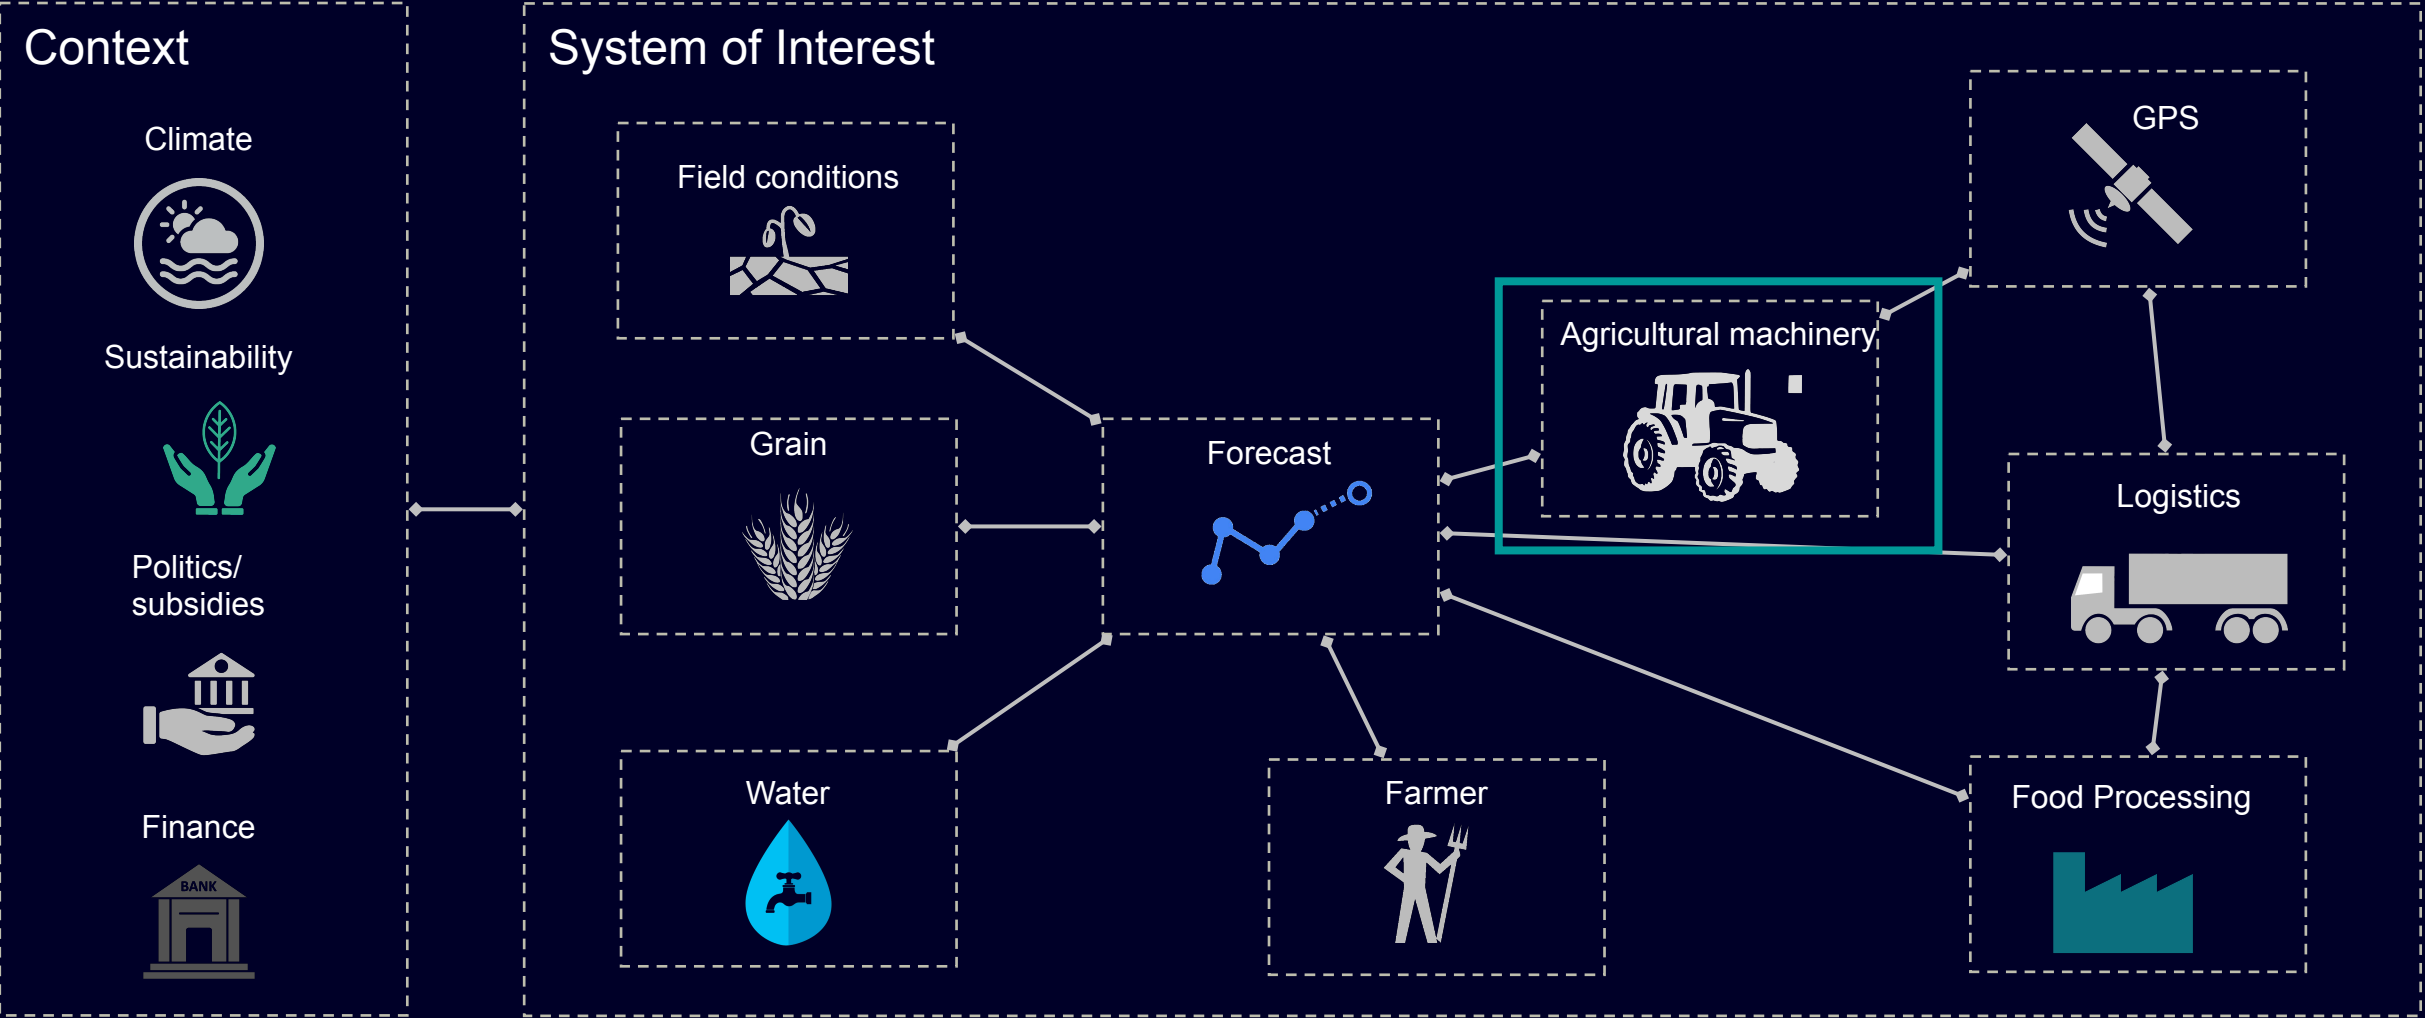 Context
Climate
Sustainability
Politics/
subsidies
Finance
BANK
System of Interest
Field conditions
Grain
Water
Forecast
Farmer
Agricultural machinery
GPS
Logistics
Food Processing